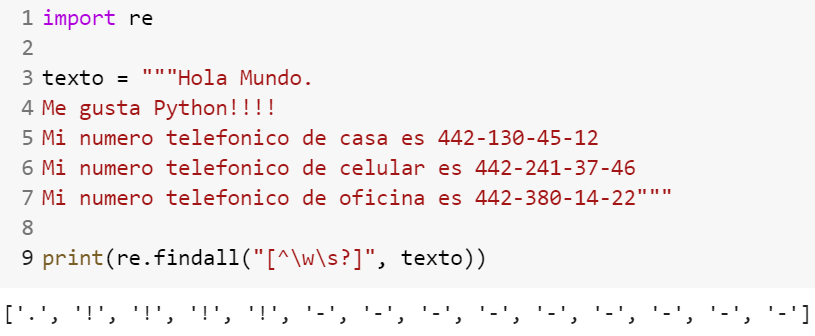 1 import re
2
3 texto = """Hola Mundo.
4 Me gusta Python!!!!
5 Mi numero telefonico de casa es 442-130-45-12
6 Mi numero telefonico de celular es 442-241-37-46
7 Mi numero telefonico de oficina es 442-380-14-22"""
8
9 print(re.findall("[^\w\s?]", texto))
['.', '!', '!', '!', '!', '-', '-', '-', '-', '-', '-', '-', '-', '-']